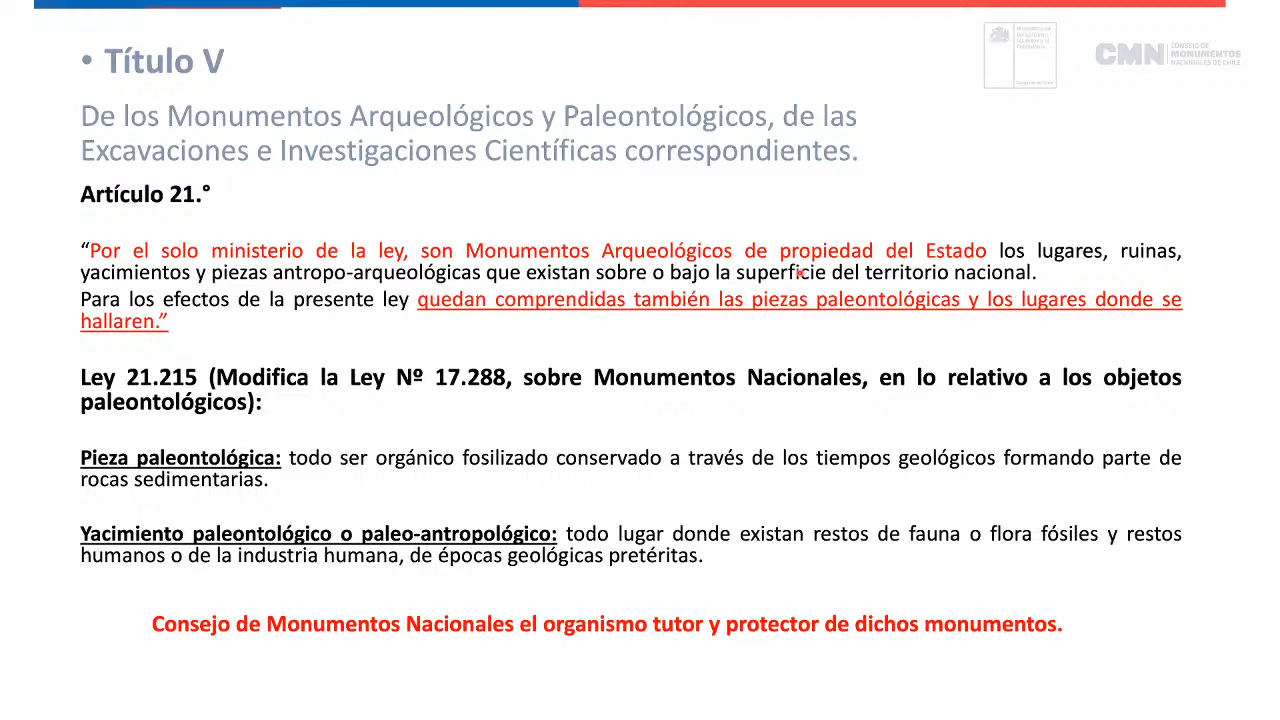 • Título V
CMN
CONSEJO DE
MONUMENTOS
NACIONALES DE CHILE
De los Monumentos Arqueológicos y Paleontológicos, de las
Excavaciones e Investigaciones Científicas correspondientes.
Artículo 21.°
“Por el solo ministerio de la ley, son Monumentos Arqueológicos de propiedad del Estado los lugares, ruinas,
yacimientos y piezas antropo-arqueológicas que existan sobre o bajo la superficie del territorio nacional.
Para los efectos de la presente ley quedan comprendidas también las piezas paleontológicas y los lugares donde se
hallaren.”
Ley 21.215 (Modifica la Ley Nº 17.288, sobre Monumentos Nacionales, en lo relativo a los objetos
paleontológicos):
Pieza paleontológica: todo ser orgánico fosilizado conservado a través de los tiempos geológicos formando parte de
rocas sedimentarias.
Yacimiento paleontológico o paleo-antropológico: todo lugar donde existan restos de fauna o flora fósiles y restos
humanos o de la industria humana, de épocas geológicas pretéritas.
Consejo de Monumentos Nacionales el organismo tutor y protector de dichos monumentos.